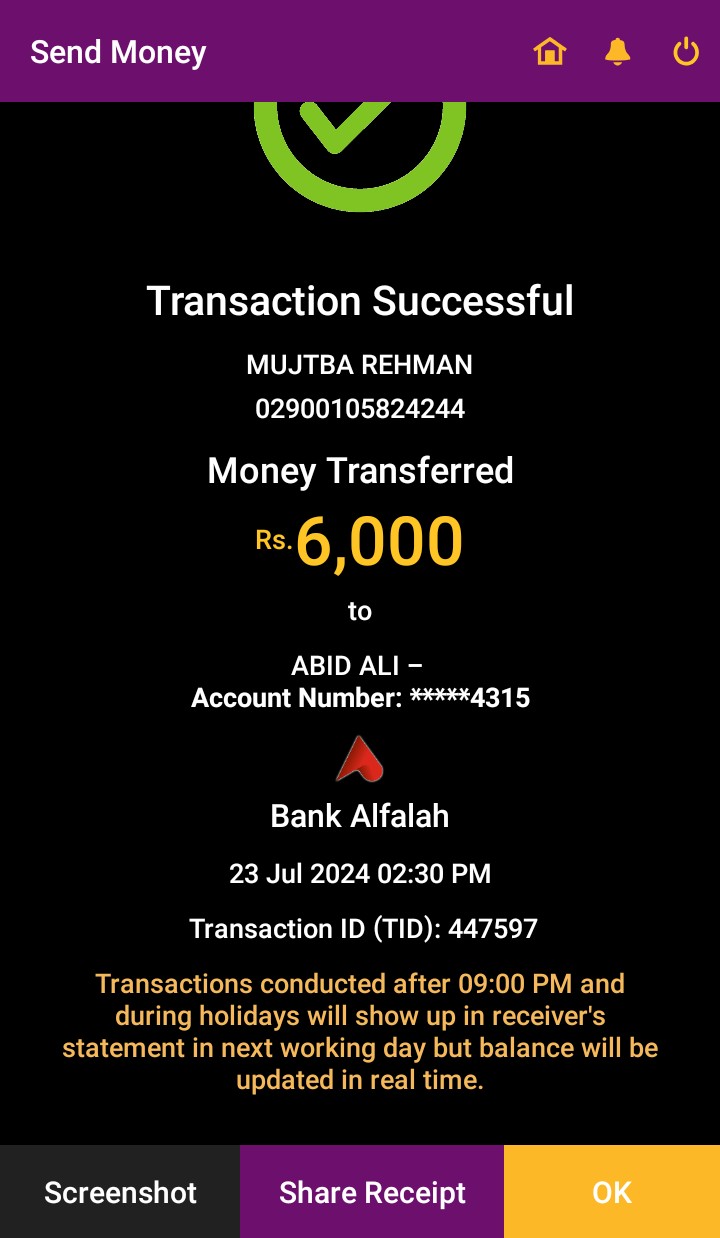 Send Money
Transaction Successful
MUJTBA REHMAN
02900105824244
Money Transferred
Rs.6,000
to
ABID ALI –
Account Number: *****4315
Bank Alfalah
23 Jul 2024 02:30 PM
Transaction ID (TID): 447597
Transactions conducted after 09:00 PM and
during holidays will show up in receiver's
statement in next working day but balance will be
updated in real time.
Screenshot
Share Receipt
OK